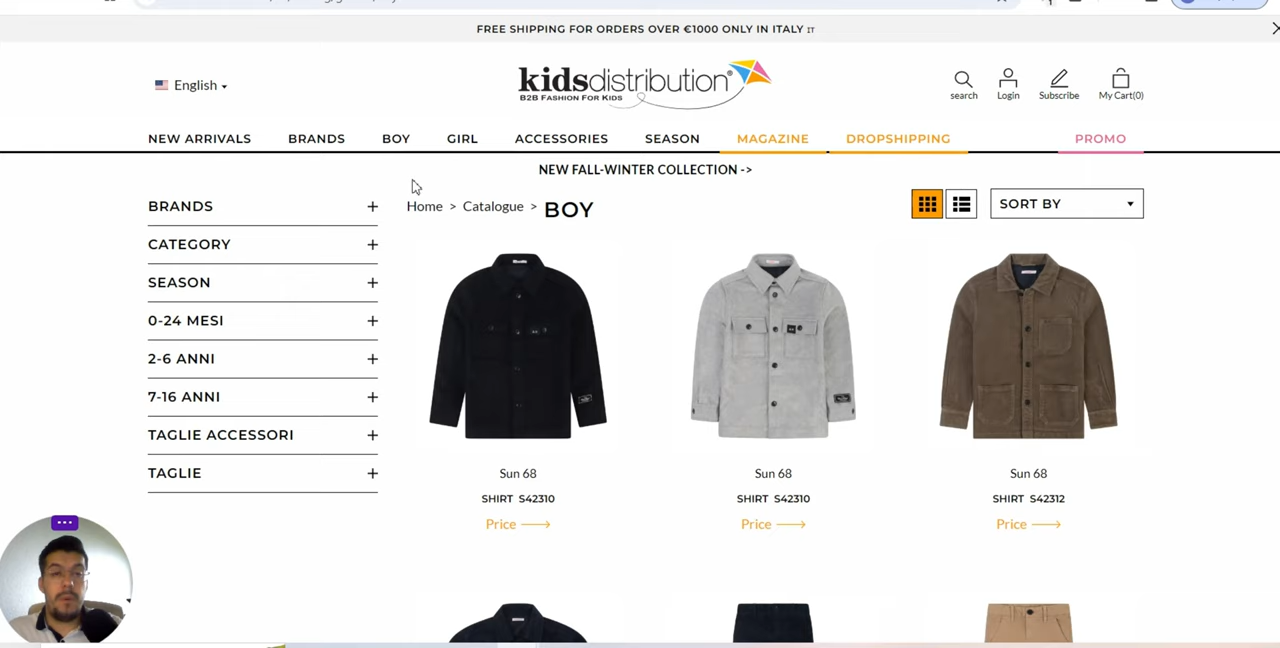 FREE SHIPPING FOR ORDERS OVER €1000 ONLY IN ITALY IT
English
kidsdistribution®
B2B FASHION FOR KIDS
search
Login
Subscribe
My Cart(0)
NEW ARRIVALS BRANDS BOY GIRL ACCESSORIES SEASON MAGAZINE DROPSHIPPING PROMO
NEW FALL-WINTER COLLECTION ->
BRANDS +
CATEGORY +
SEASON +
0-24 MESI +
2-6 ANNI +
7-16 ANNI +
TAGLIE ACCESSORI +
TAGLIE +
Home > Catalogue > BOY
SORT BY
Sun 68 Sun 68 Sun 68
SHIRT S42310 SHIRT S42310 SHIRT S42312
Price Price Price